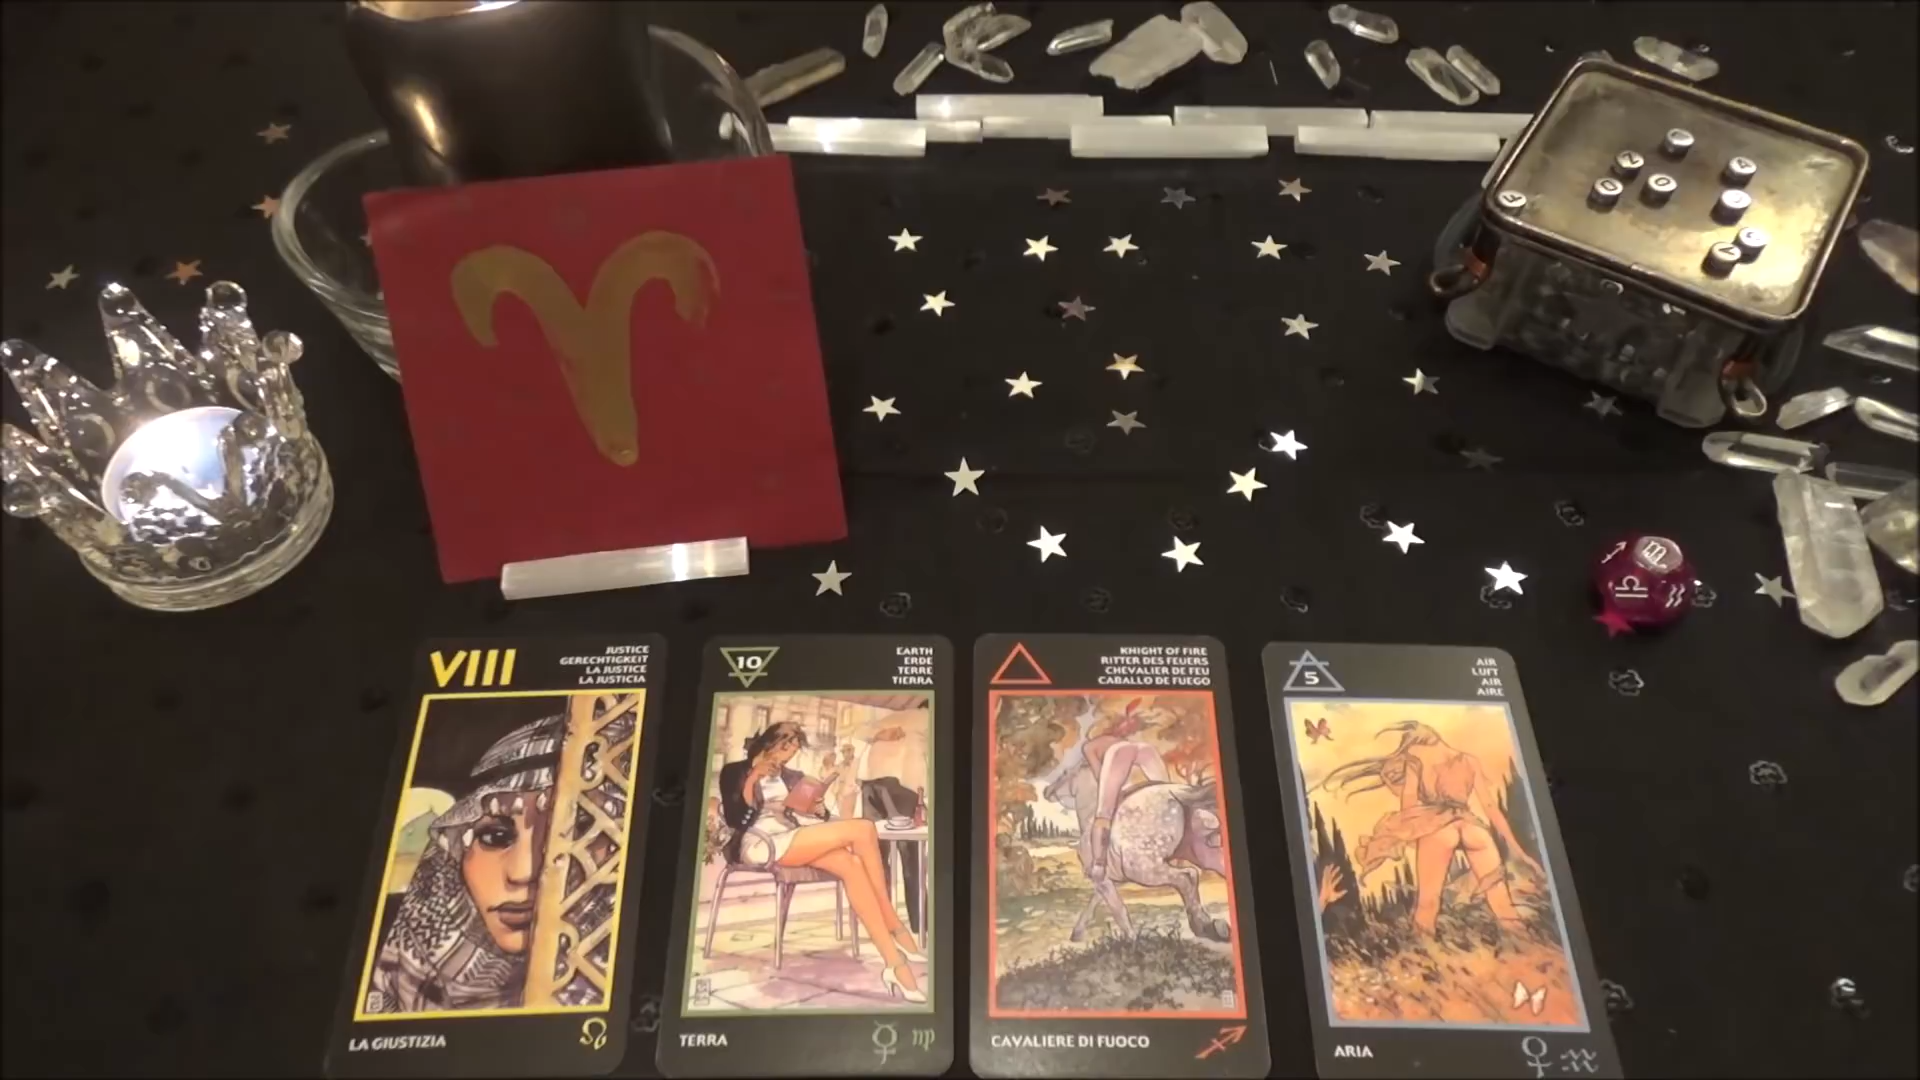 VIII
JUSTICE
GERECHTIGKEIT
LA JUSTICE
LA JUSTICIA
LA GIUSTIZIA
10
EARTH
ERDE
TERRE
TIERRA
TERRA
KNIGHT OF FIRE
RITTER DES FEUERS
CHEVALIER DE FEU
CABALLO DE FUEGO
CAVALIERE DI FUOCO
5
AIR
LUFT
AIR
AIRE
ARIA